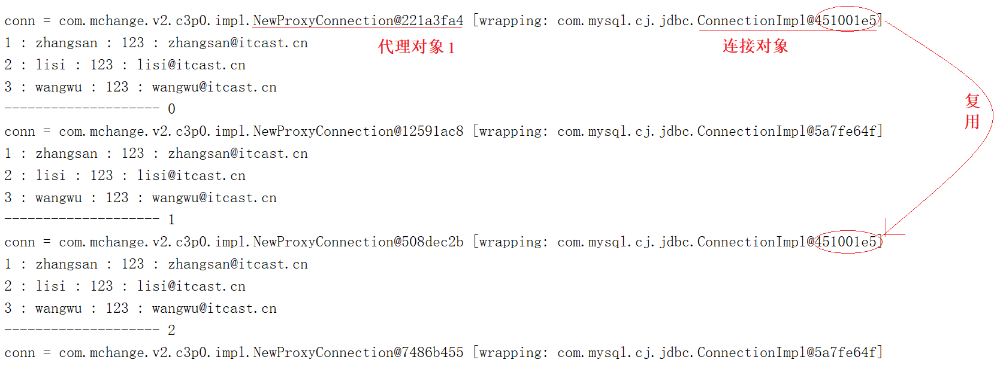 conn = com.mchange.v2.c3p0.impl.NewProxyConnection@221a3fa4 [wrapping: com.mysql.cj.jdbc.ConnectionImpl@451001e5]
1 : zhangsan : 123 : zhangsan@itcast.cn
代理对象1
连接对象
2 : lisi : 123 : lisi@itcast.cn
3 : wangwu : 123 : wangwu@itcast.cn
复
用
-------------------- 0
conn = com.mchange.v2.c3p0.impl.NewProxyConnection@12591ac8 [wrapping: com.mysql.cj.jdbc.ConnectionImpl@5a7fe64f]
1 : zhangsan : 123 : zhangsan@itcast.cn
2 : lisi : 123 : lisi@itcast.cn
3 : wangwu : 123 : wangwu@itcast.cn
-------------------- 1
conn = com.mchange.v2.c3p0.impl.NewProxyConnection@508dec2b [wrapping: com.mysql.cj.jdbc.ConnectionImpl@451001e5]
1 : zhangsan : 123 : zhangsan@itcast.cn
2 : lisi : 123 : lisi@itcast.cn
3 : wangwu : 123 : wangwu@itcast.cn
-------------------- 2
conn = com.mchange.v2.c3p0.impl.NewProxyConnection@7486b455 [wrapping: com.mysql.cj.jdbc.ConnectionImpl@5a7fe64f]